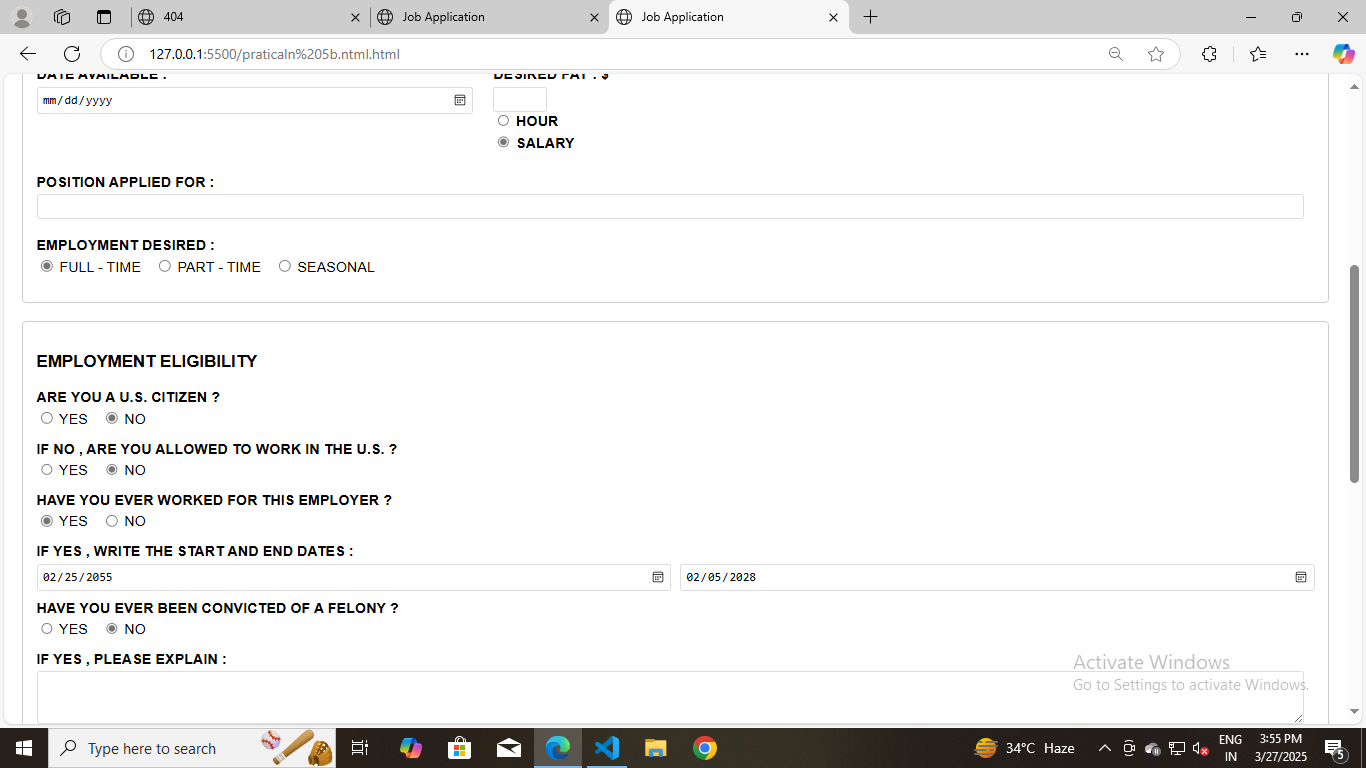 404
Job Application
Job Application
127.0.0.1:5500/praticaln%205b.ntml.html
DATE AVAILABLE :
DESIRED PAY : $
mm/dd/yyyy
HOUR
SALARY
POSITION APPLIED FOR :
EMPLOYMENT DESIRED :
FULL - TIME PART - TIME SEASONAL
EMPLOYMENT ELIGIBILITY
ARE YOU A U.S. CITIZEN ?
YES NO
IF NO , ARE YOU ALLOWED TO WORK IN THE U.S. ?
YES NO
HAVE YOU EVER WORKED FOR THIS EMPLOYER ?
YES NO
IF YES , WRITE THE START AND END DATES :
02/25/2055 02/05/2028
HAVE YOU EVER BEEN CONVICTED OF A FELONY ?
YES NO
IF YES , PLEASE EXPLAIN :
Activate Windows
Go to Settings to activate Windows.
Type here to search
34°C Haze
ENG
IN
3:55 PM
3/27/2025
5